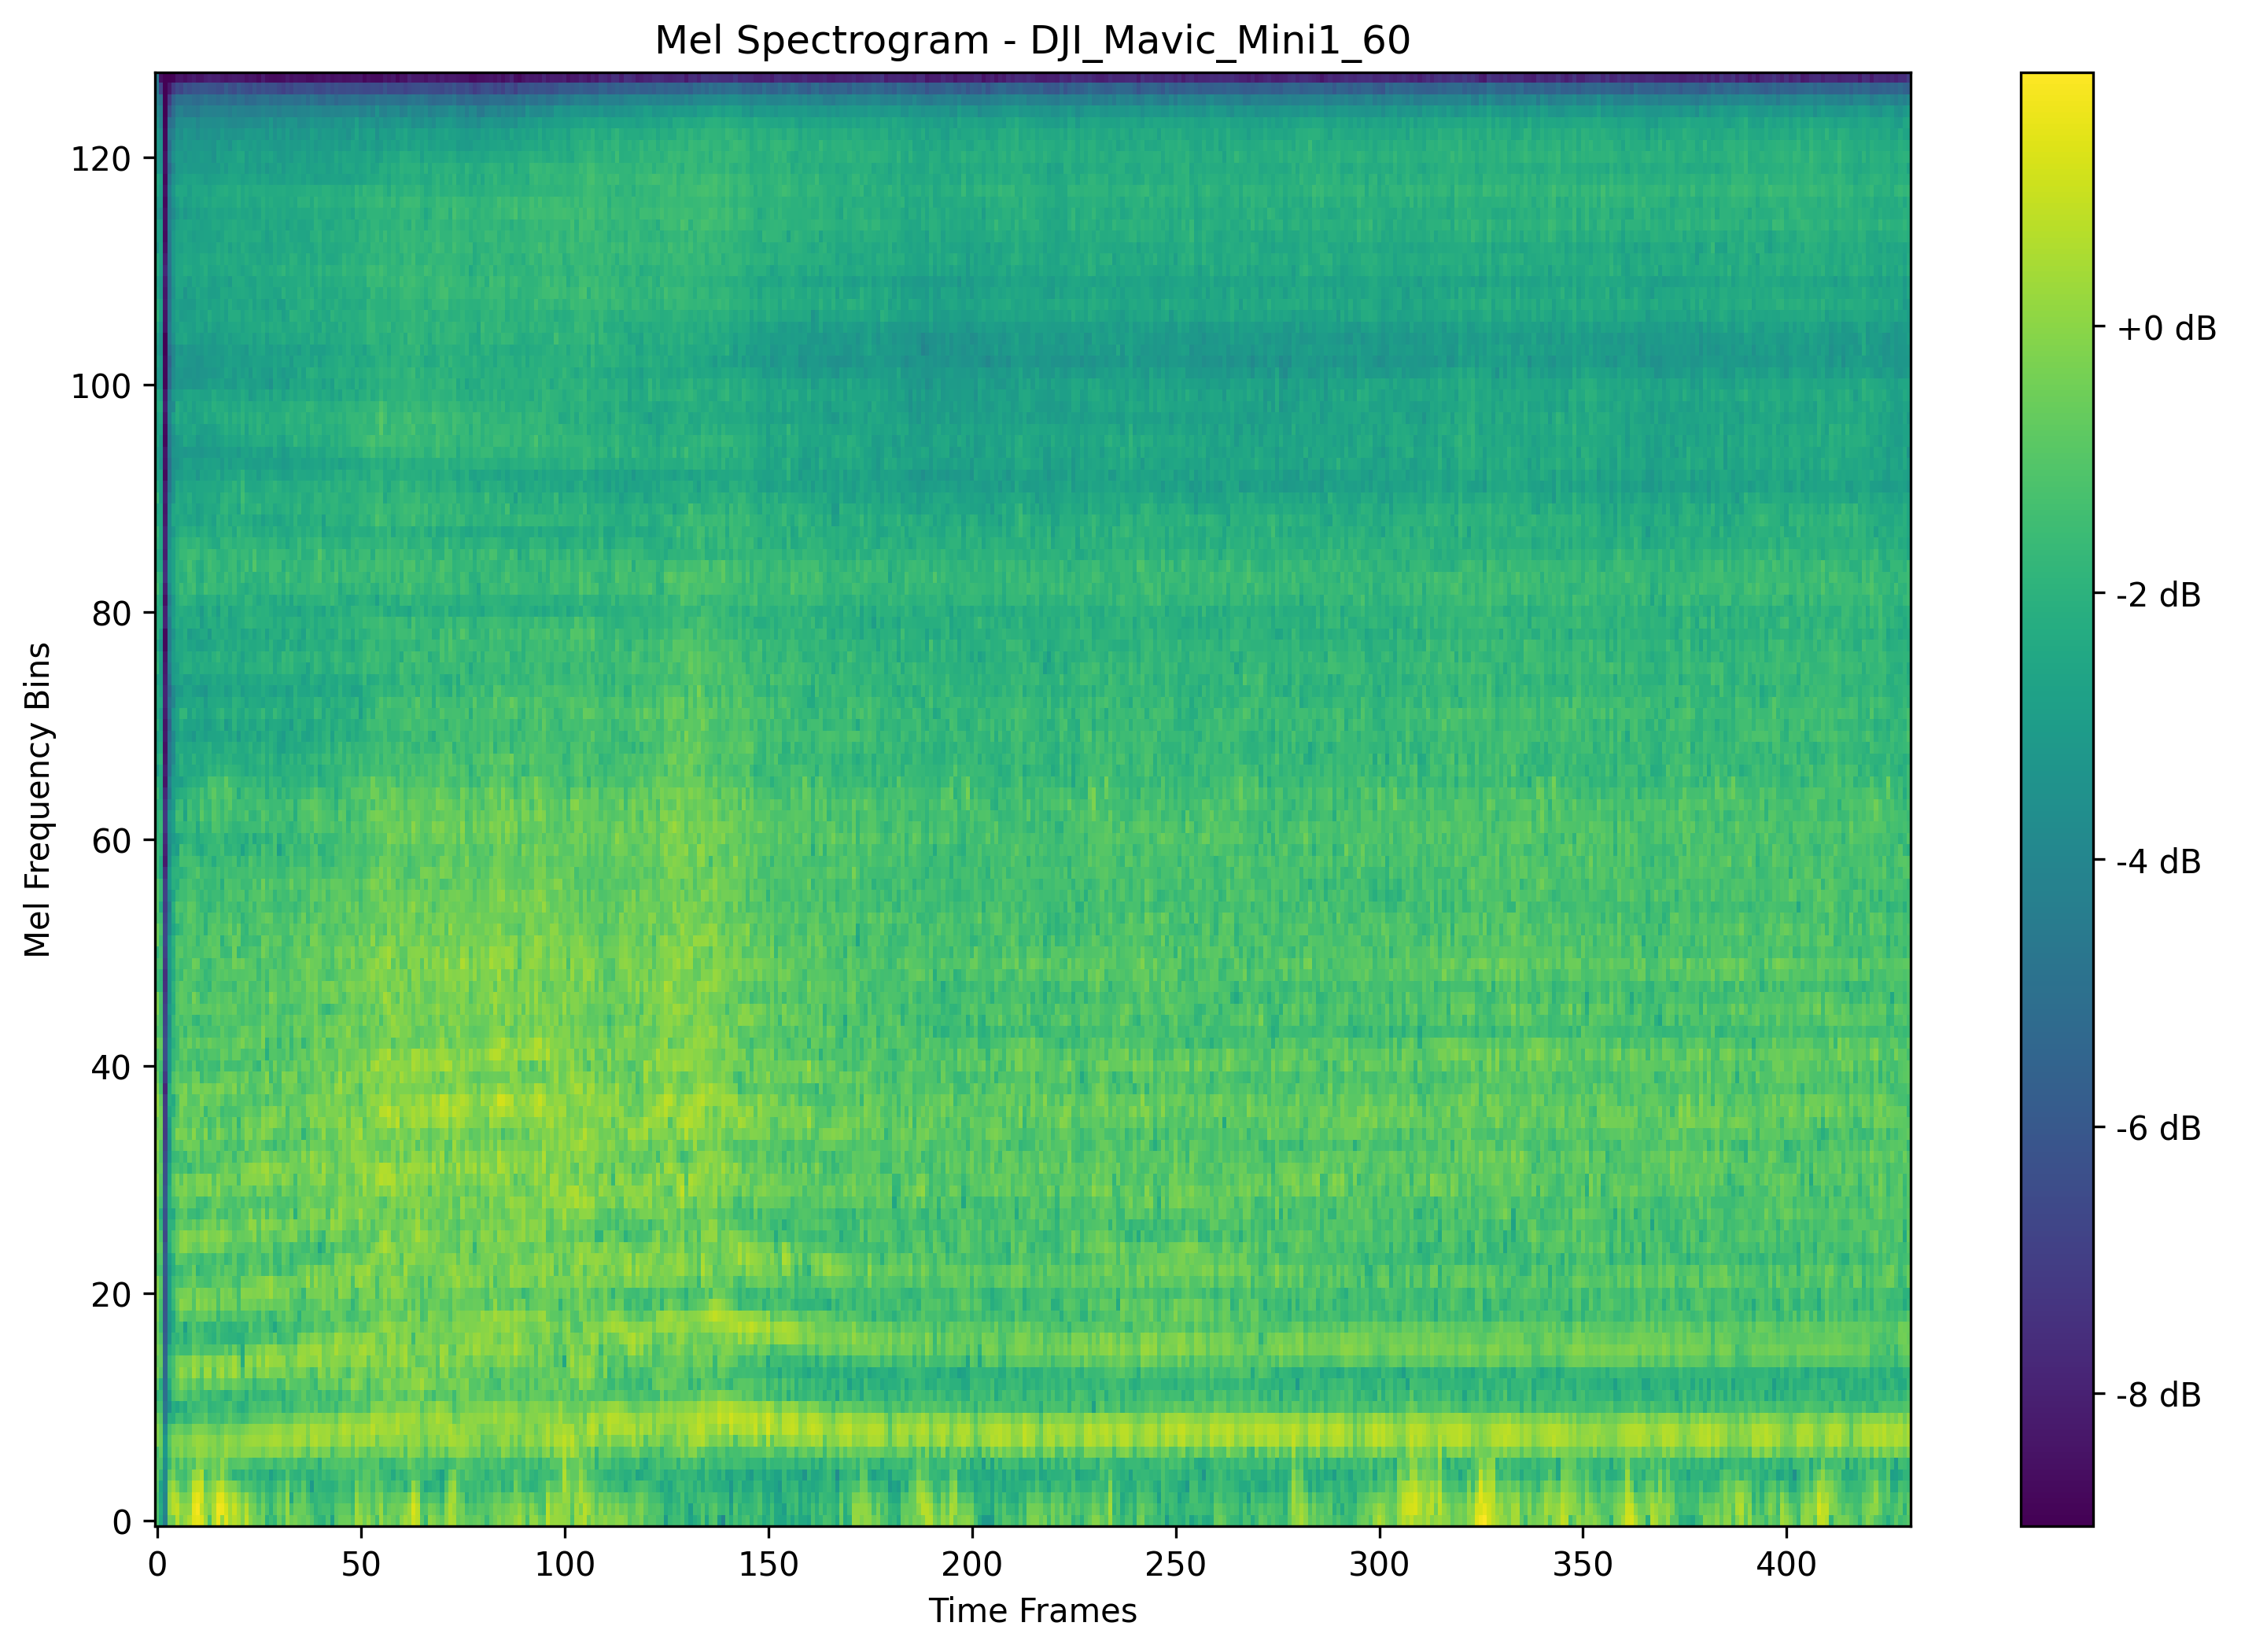 Mel Spectrogram - DJI_Mavic_Mini1_60
Mel Frequency Bins
120
100
80
60
40
20
0
0 50 100 150 200 250 300 350 400
Time Frames
+0 dB
-2 dB
-4 dB
-6 dB
-8 dB